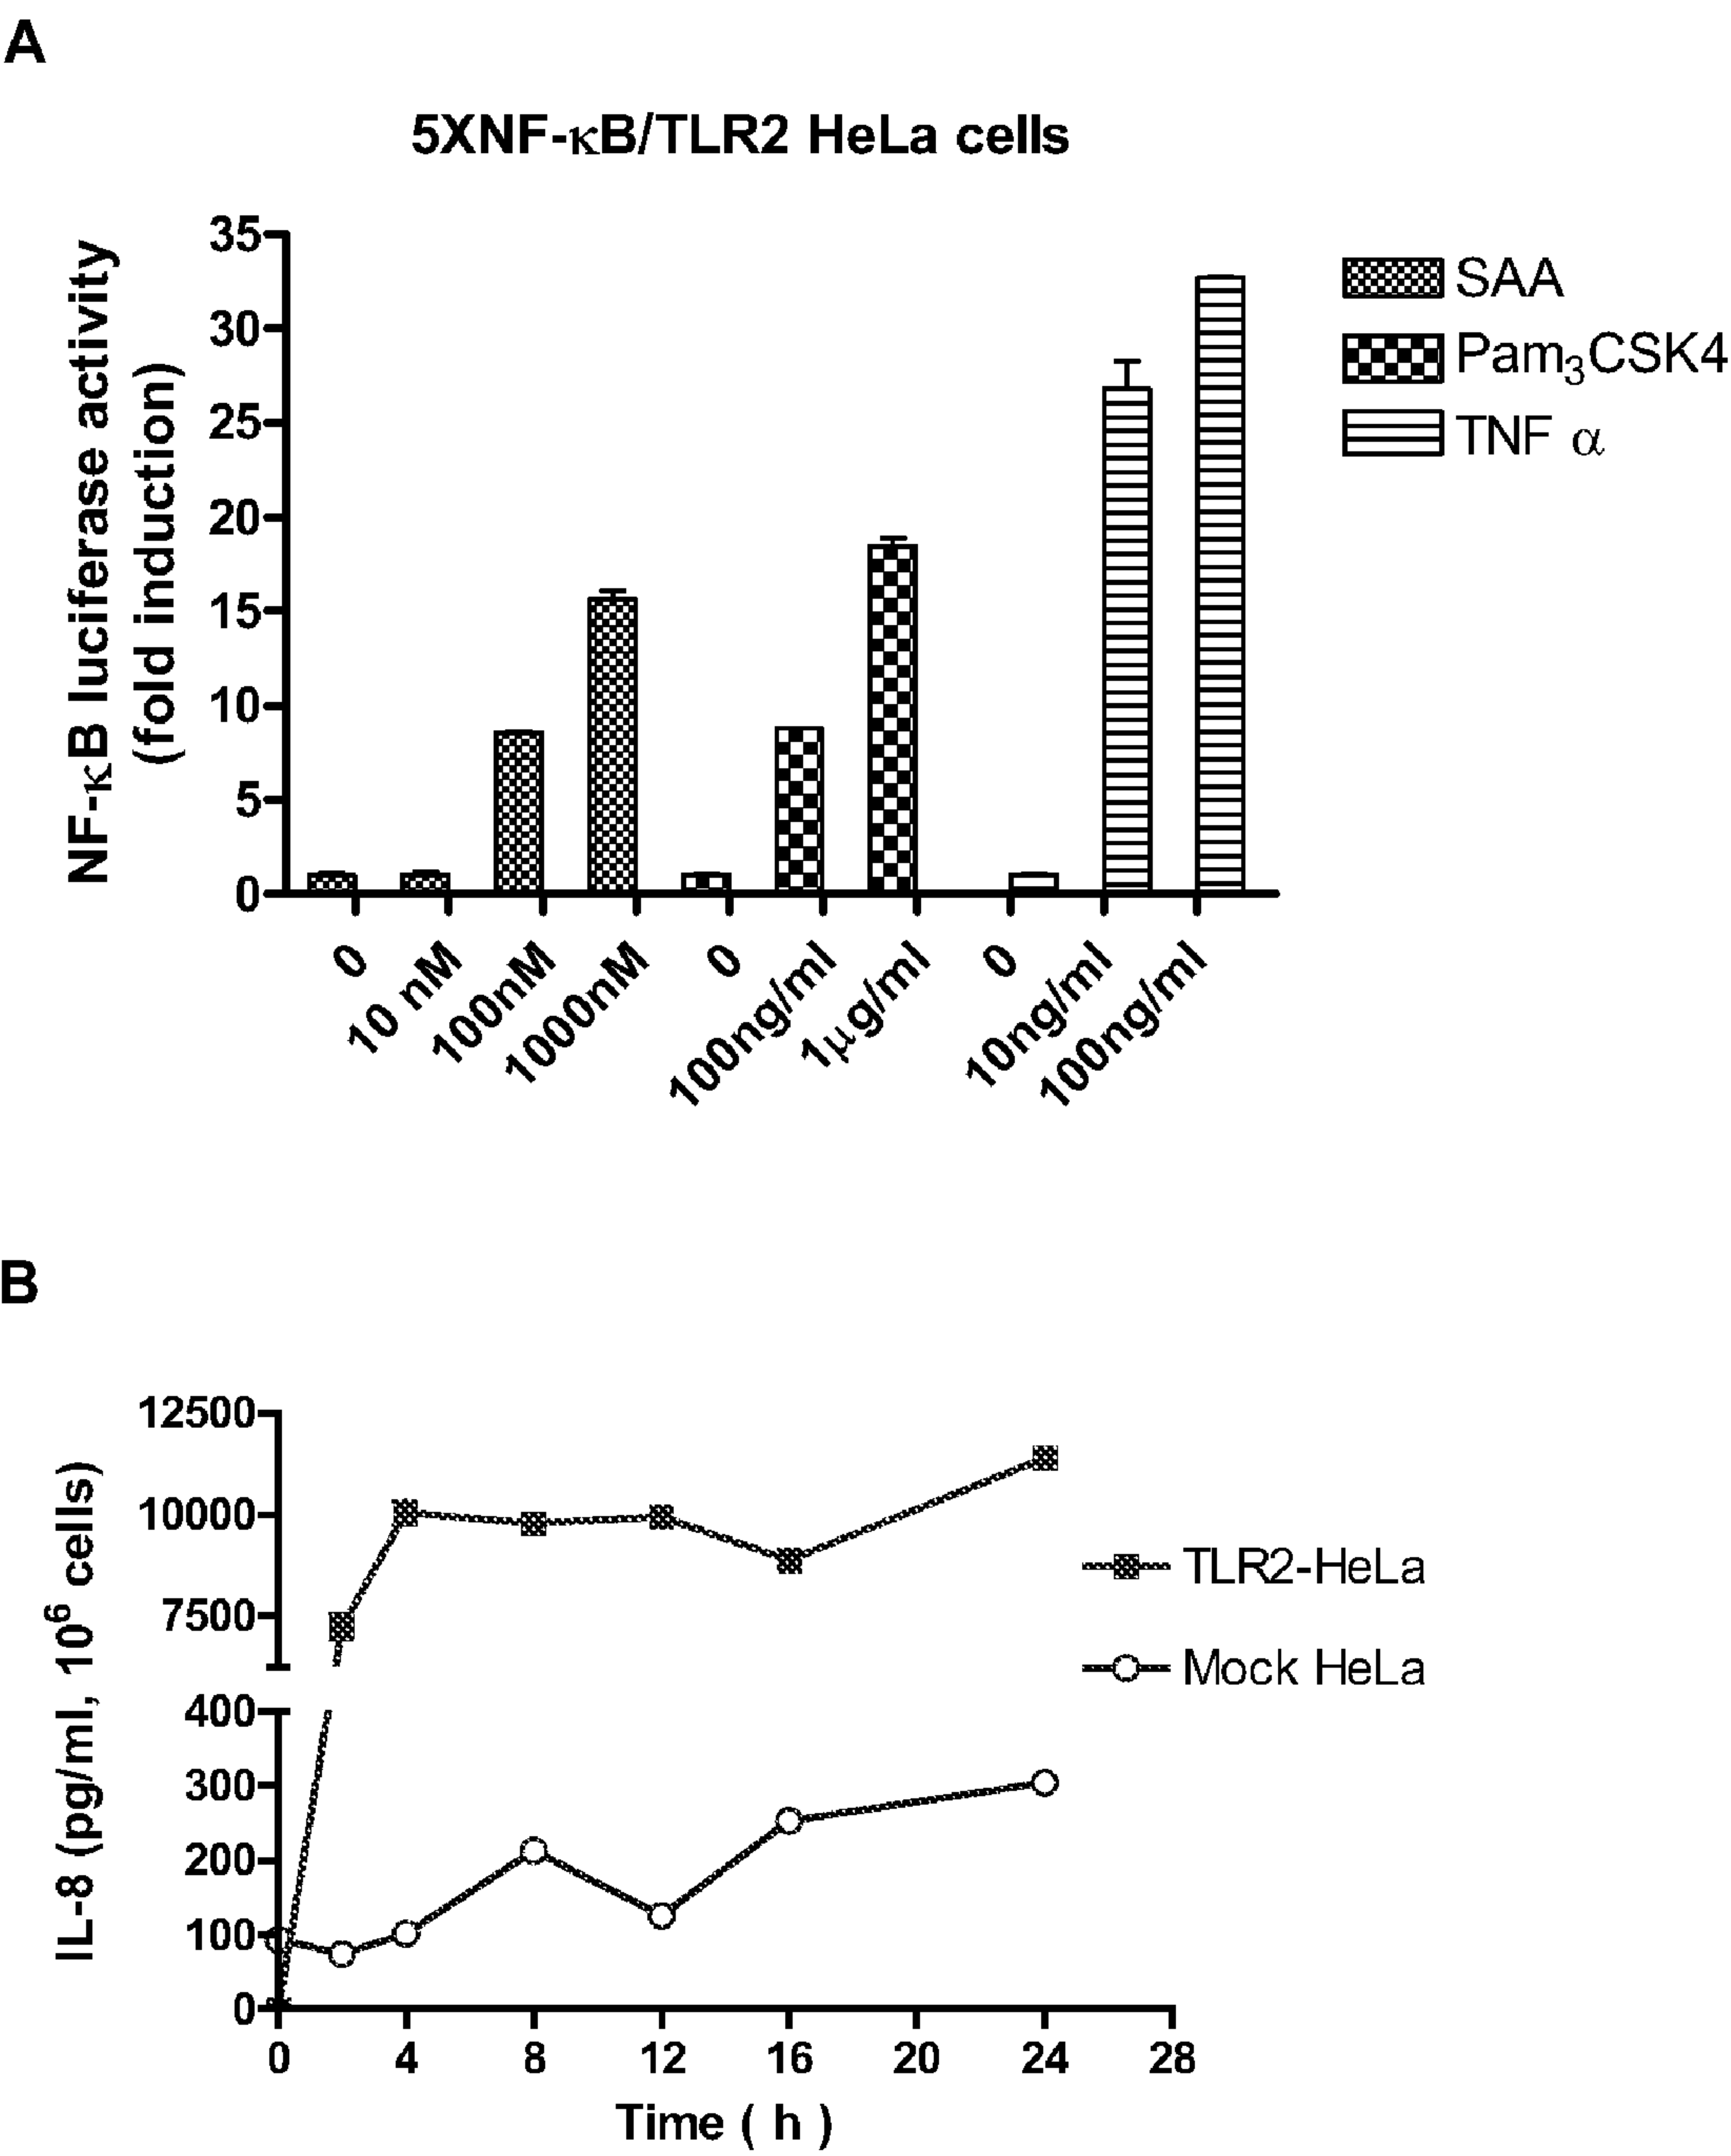 A
5XNF-κB/TLR2 HeLa cells
NF-κB luciferase activity
(fold induction)
35
30
25
20
15
10
5
0
SAA
Pam3CSK4
TNF α
0
10 nM
100nM
1000nM
0
100ng/ml
1μg/ml
0
10ng/ml
100ng/ml
B
IL-8 (pg/ml, 10⁶ cells)
12500
10000
7500
400
300
200
100
0
TLR2-HeLa
Mock HeLa
0 4 8 12 16 20 24 28
Time ( h )